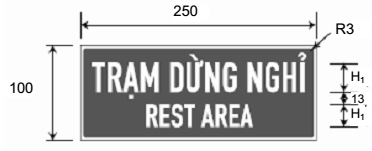 250
R3
100
TRẠM DỪNG NGHỈ
REST AREA
H₁
13
H₁